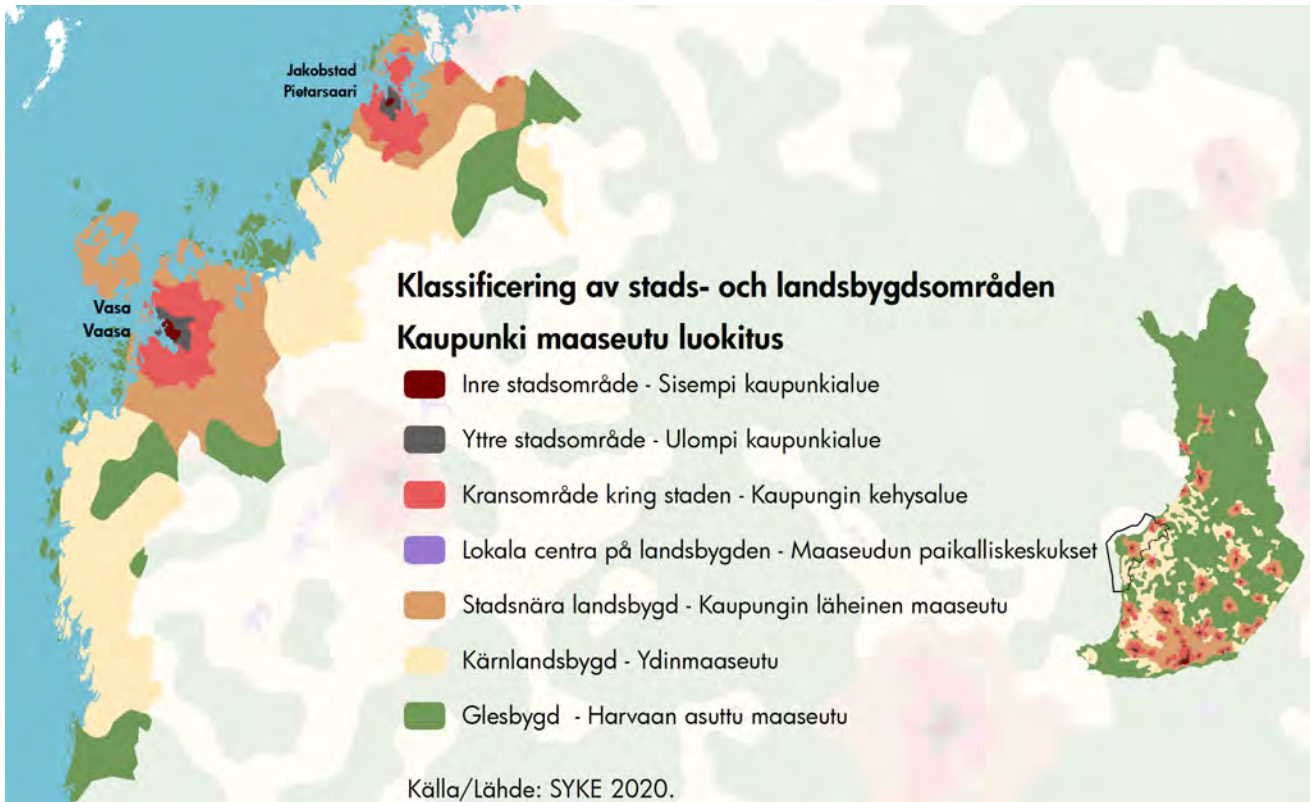 Jakobstad
Pietarsaari
Vasa
Vaasa
Klassificering av stads- och landsbygdsområden
Kaupunki maaseutu luokitus
Inre stadsområde - Sisempi kaupunkialue
Yttre stadsområde - Ulompi kaupunkialue
Kransområde kring staden - Kaupungin kehysalue
Lokala centra på landsbygden - Maaseudun paikalliskeskukset
Stadsnära landsbygd - Kaupungin läheinen maaseutu
Kärnlandsbygd - Ydinmaaseutu
Glesbygd - Harvaan asuttu maaseutu
Källa/Lähde: SYKE 2020.